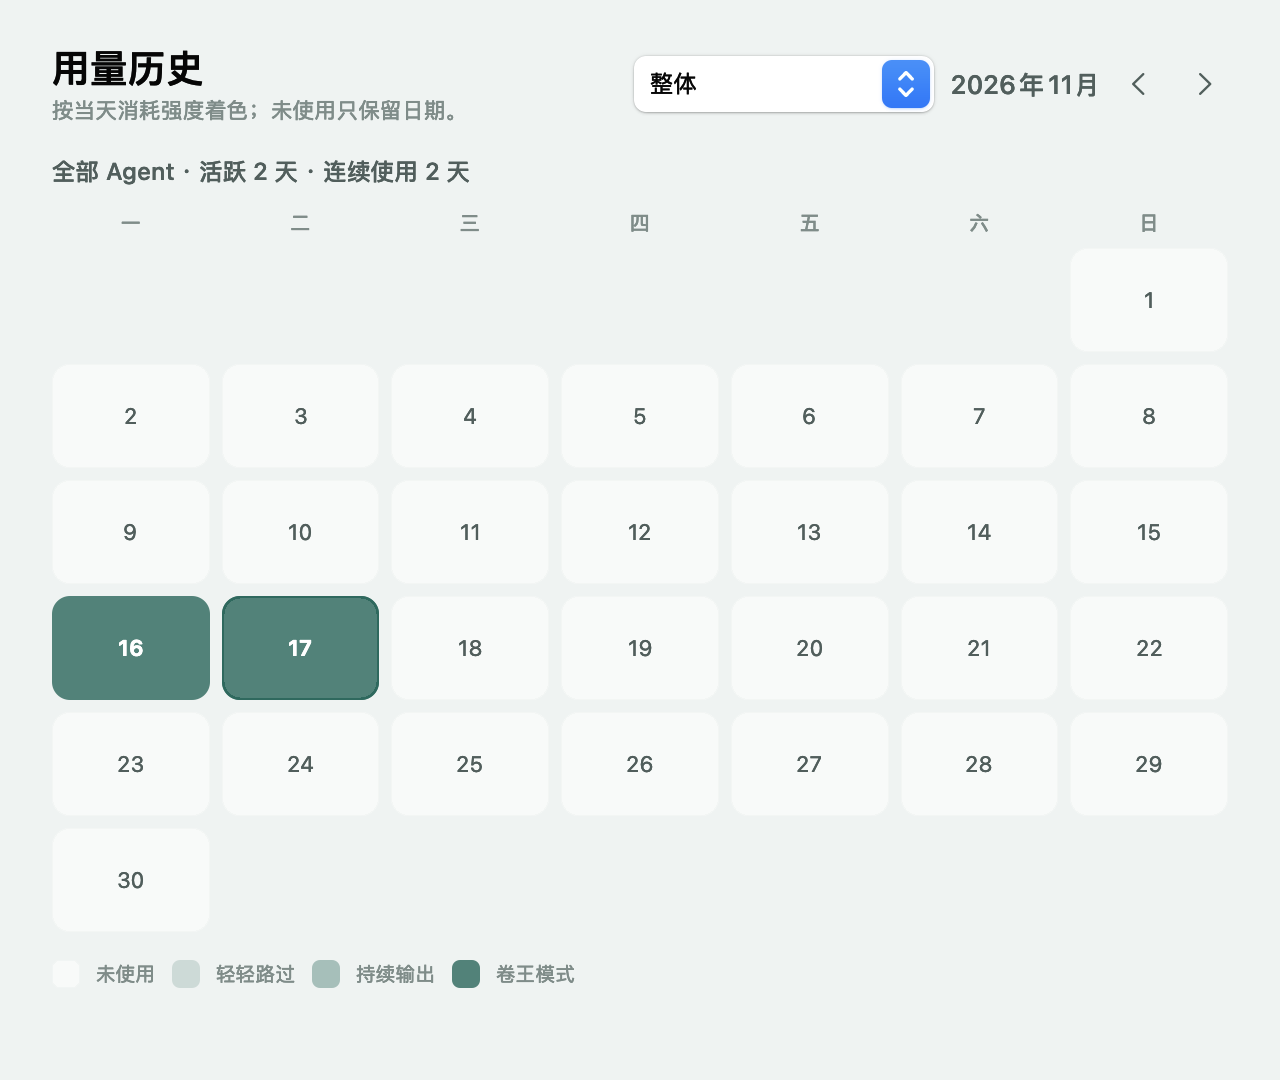 用量历史
按当天消耗强度着色；未使用只保留日期。
整体
2026年11月
全部 Agent · 活跃 2 天 · 连续使用 2 天
一 二 三 四 五 六 日
1
2 3 4 5 6 7 8
9 10 11 12 13 14 15
16 17 18 19 20 21 22
23 24 25 26 27 28 29
30
未使用 轻轻路过 持续输出 卷王模式